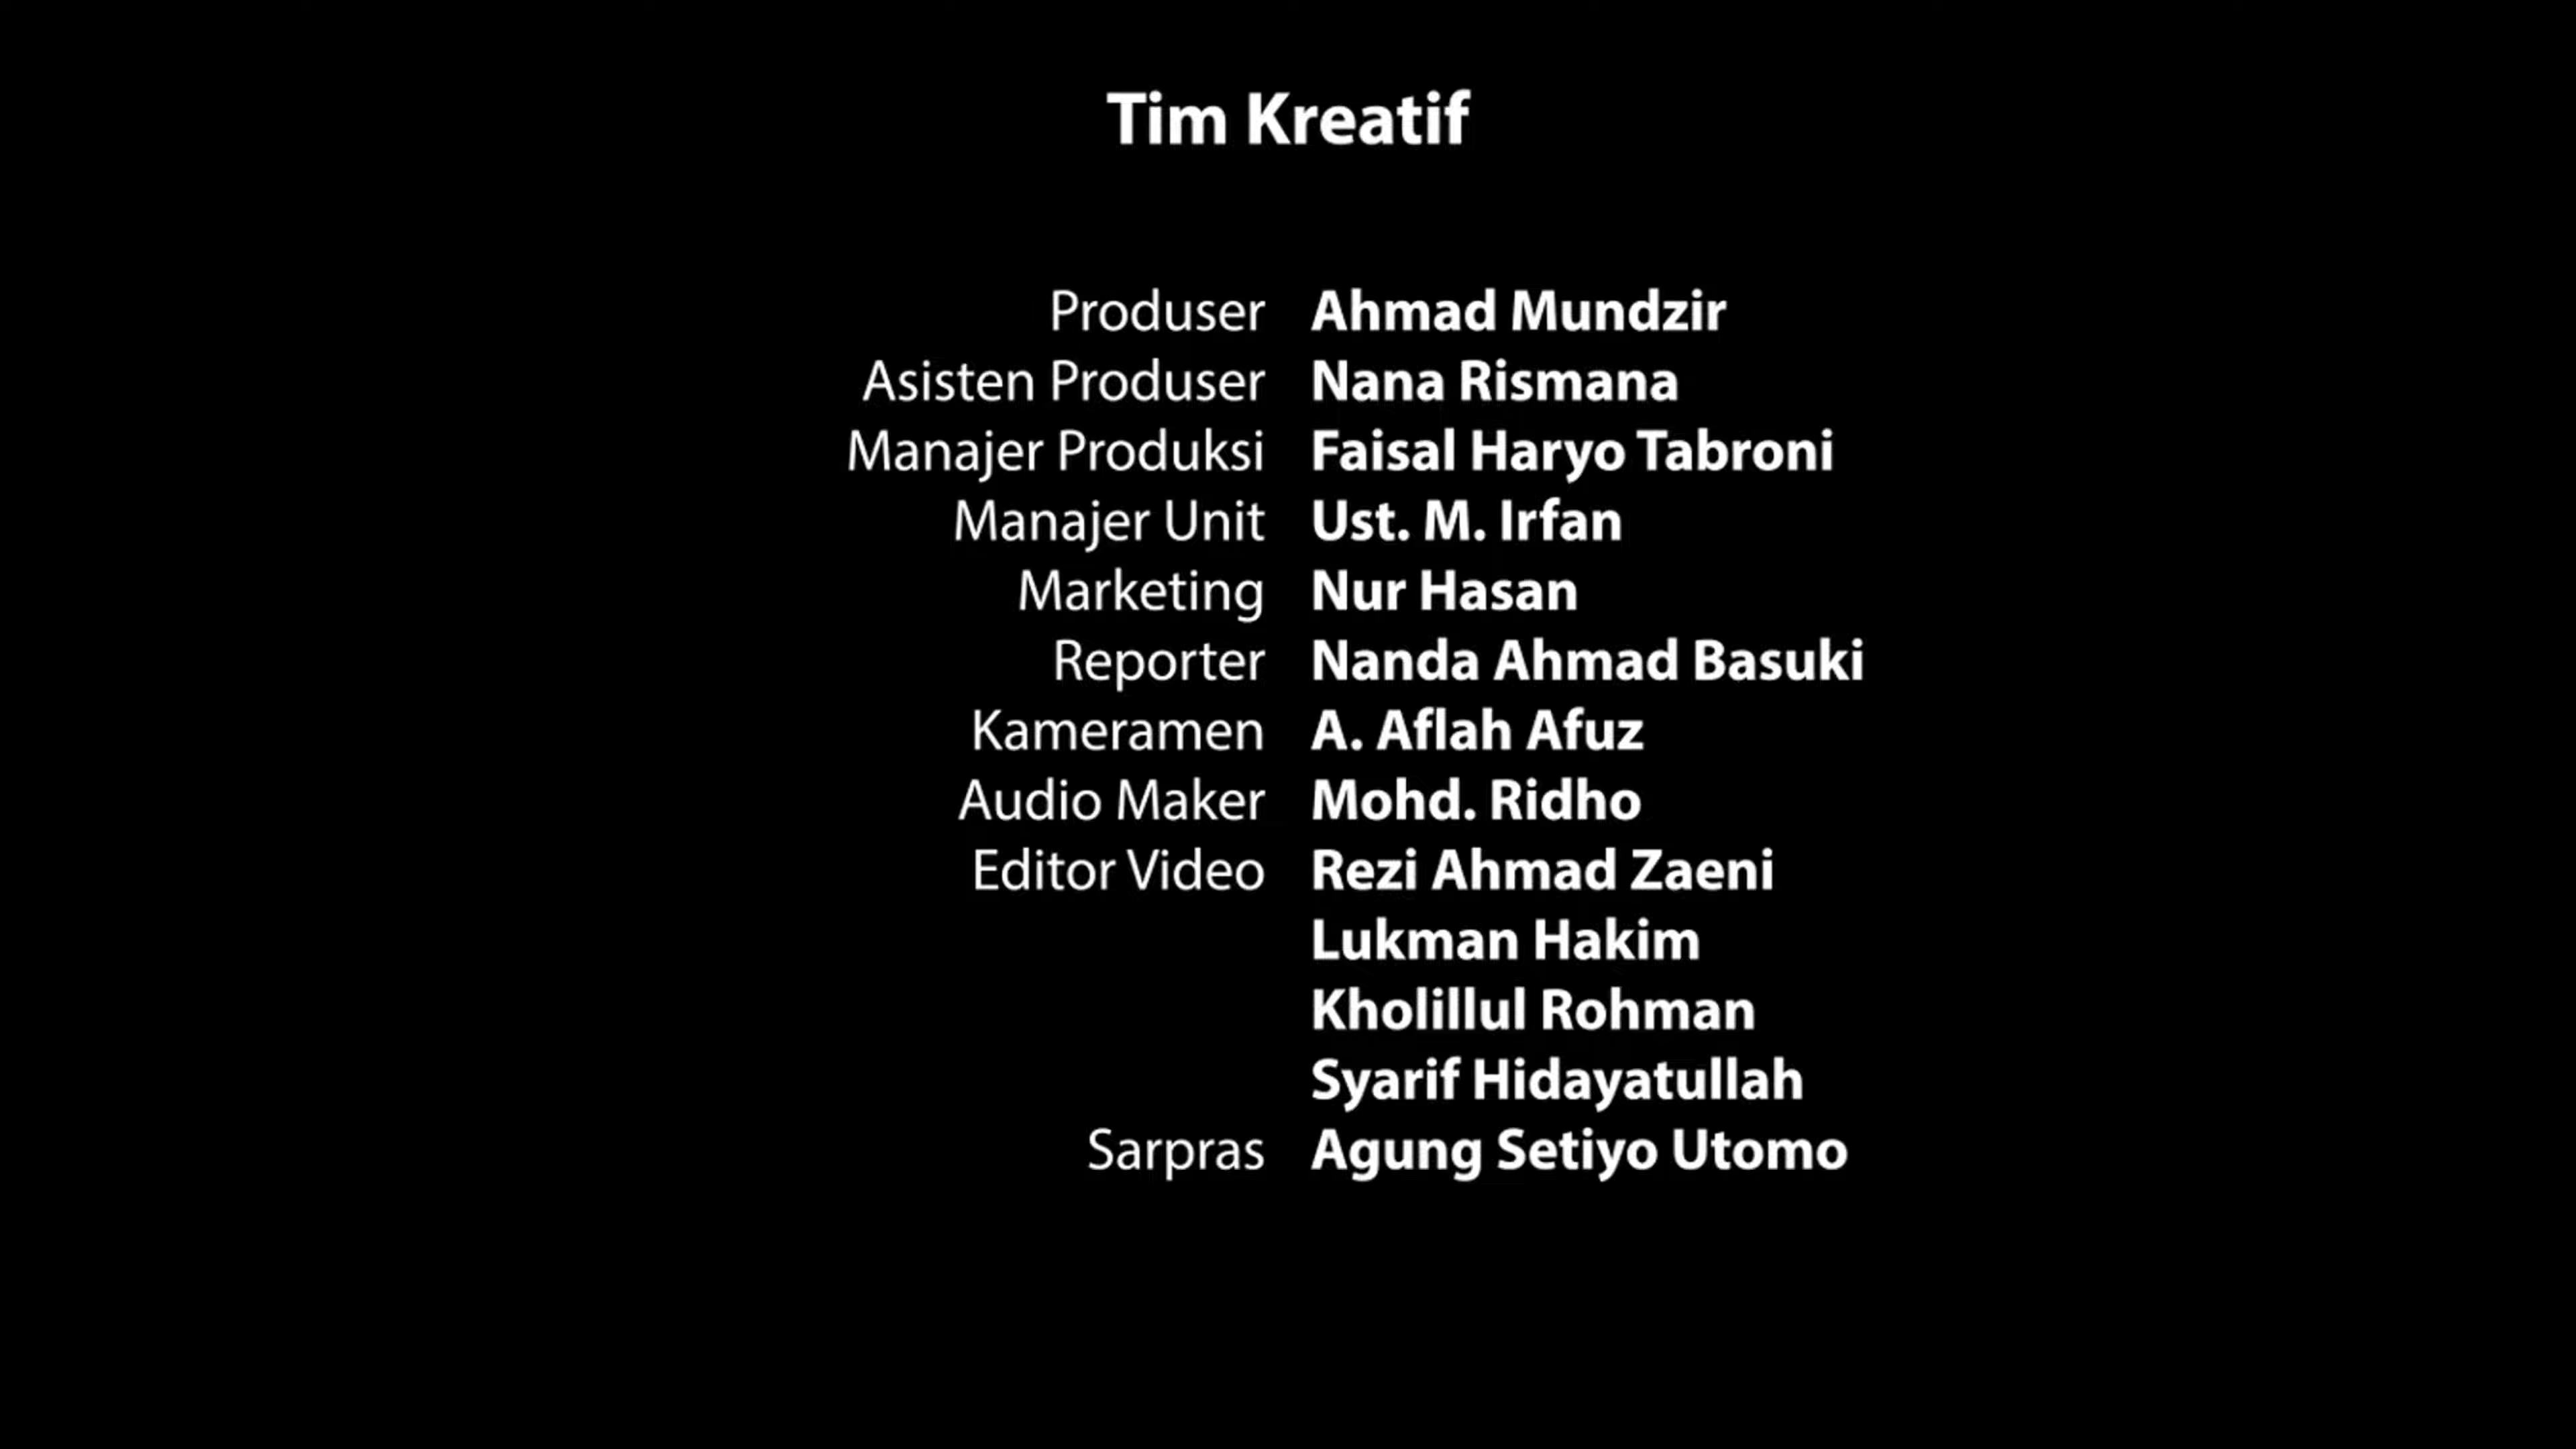 Tim Kreatif
Produser Ahmad Mundzir
Asisten Produser Nana Rismana
Manajer Produksi Faisal Haryo Tabroni
Manajer Unit Ust. M. Irfan
Marketing Nur Hasan
Reporter Nanda Ahmad Basuki
Kameramen A. Aflah Afuz
Audio Maker Mohd. Ridho
Editor Video Rezi Ahmad Zaeni
Lukman Hakim
Kholillul Rohman
Syarif Hidayatullah
Sarpras Agung Setiyo Utomo